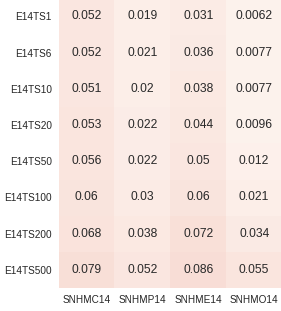 E14TS1 0.052 0.019 0.031 0.0062
E14TS6 0.052 0.021 0.036 0.0077
E14TS10 0.051 0.02 0.038 0.0077
E14TS20 0.053 0.022 0.044 0.0096
E14TS50 0.056 0.022 0.05 0.012
E14TS100 0.06 0.03 0.06 0.021
E14TS200 0.068 0.038 0.072 0.034
E14TS500 0.079 0.052 0.086 0.055
SNHMC14 SNHMP14 SNHME14 SNHMO14